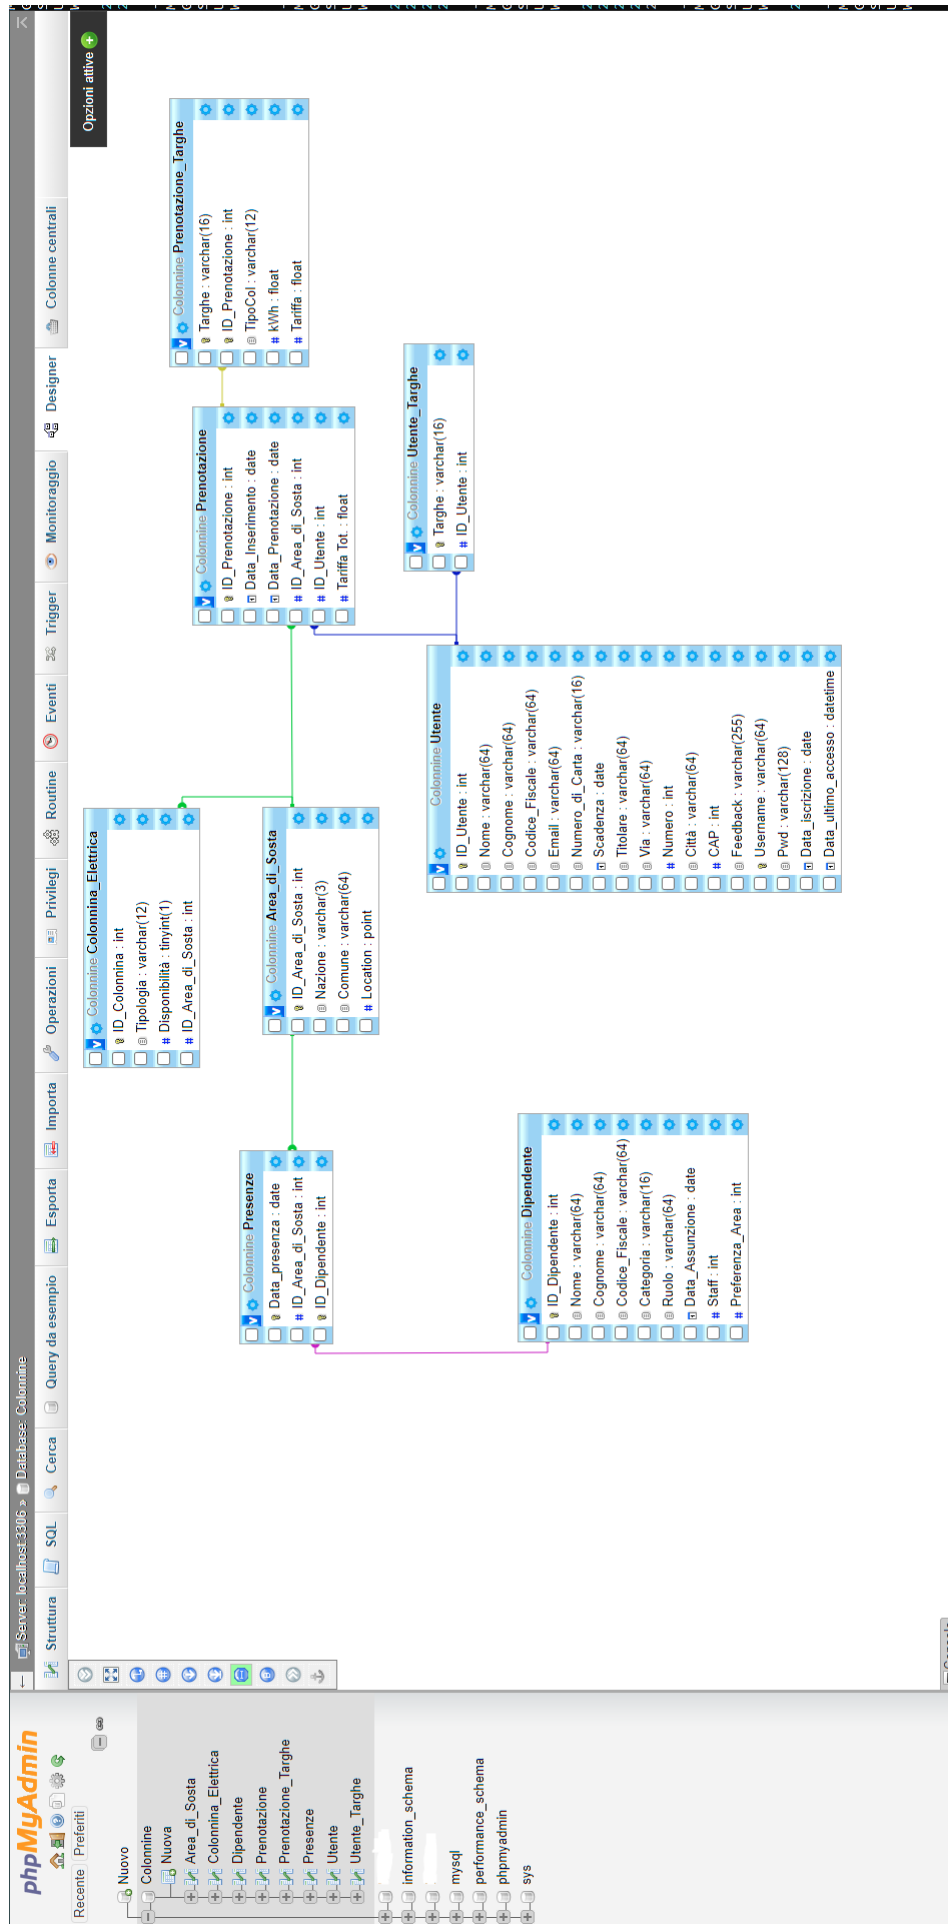 phpMyAdmin
Recente Preferiti
Nuovo
Colonnine
Nuova
Area_di_Sosta
Colonnina_Elettrica
Dipendente
Prenotazione
Prenotazione_Targhe
Presenze
Utente
Utente_Targhe
information_schema
mysql
performance_schema
phpmyadmin
sys
Server: localhost:3306 » Database: Colonnine
Struttura SQL Cerca Query da esempio Esporta Importa Operazioni Privilegi Routine Eventi Trigger Monitoraggio Designer Colonne centrali
Opzioni attive
Colonnine Colonnina_Elettrica
ID_Colonnina : int
Tipologia : varchar(12)
# Disponibilità : tinyint(1)
# ID_Area_di_Sosta : int
Colonnine Prenotazione_Targhe
Targhe : varchar(16)
ID_Prenotazione : int
TipoCol : varchar(12)
# kWh : float
# Tariffa : float
Colonnine Prenotazione
ID_Prenotazione : int
Data_Inserimento : date
Data_Prenotazione : date
# ID_Area_di_Sosta : int
# ID_Utente : int
# Tariffa Tot. : float
Colonnine Presenze
Data_presenza : date
# ID_Area_di_Sosta : int
ID_Dipendente : int
Colonnine Area_di_Sosta
ID_Area_di_Sosta : int
Nazione : varchar(3)
Comune : varchar(64)
# Location : point
Colonnine Utente_Targhe
Targhe : varchar(16)
# ID_Utente : int
Colonnine Utente
ID_Utente : int
Nome : varchar(64)
Cognome : varchar(64)
Codice_Fiscale : varchar(64)
Email : varchar(64)
Numero_di_Carta : varchar(16)
Scadenza : date
Titolare : varchar(64)
Via : varchar(64)
# Numero : int
Città : varchar(64)
# CAP : int
Feedback : varchar(255)
Username : varchar(64)
Pwd : varchar(128)
Data_iscrizione : date
Data_ultimo_accesso : datetime
Colonnine Dipendente
ID_Dipendente : int
Nome : varchar(64)
Cognome : varchar(64)
Codice_Fiscale : varchar(64)
Categoria : varchar(16)
Ruolo : varchar(64)
Data_Assunzione : date
# Staff : int
# Preferenza_Area : int